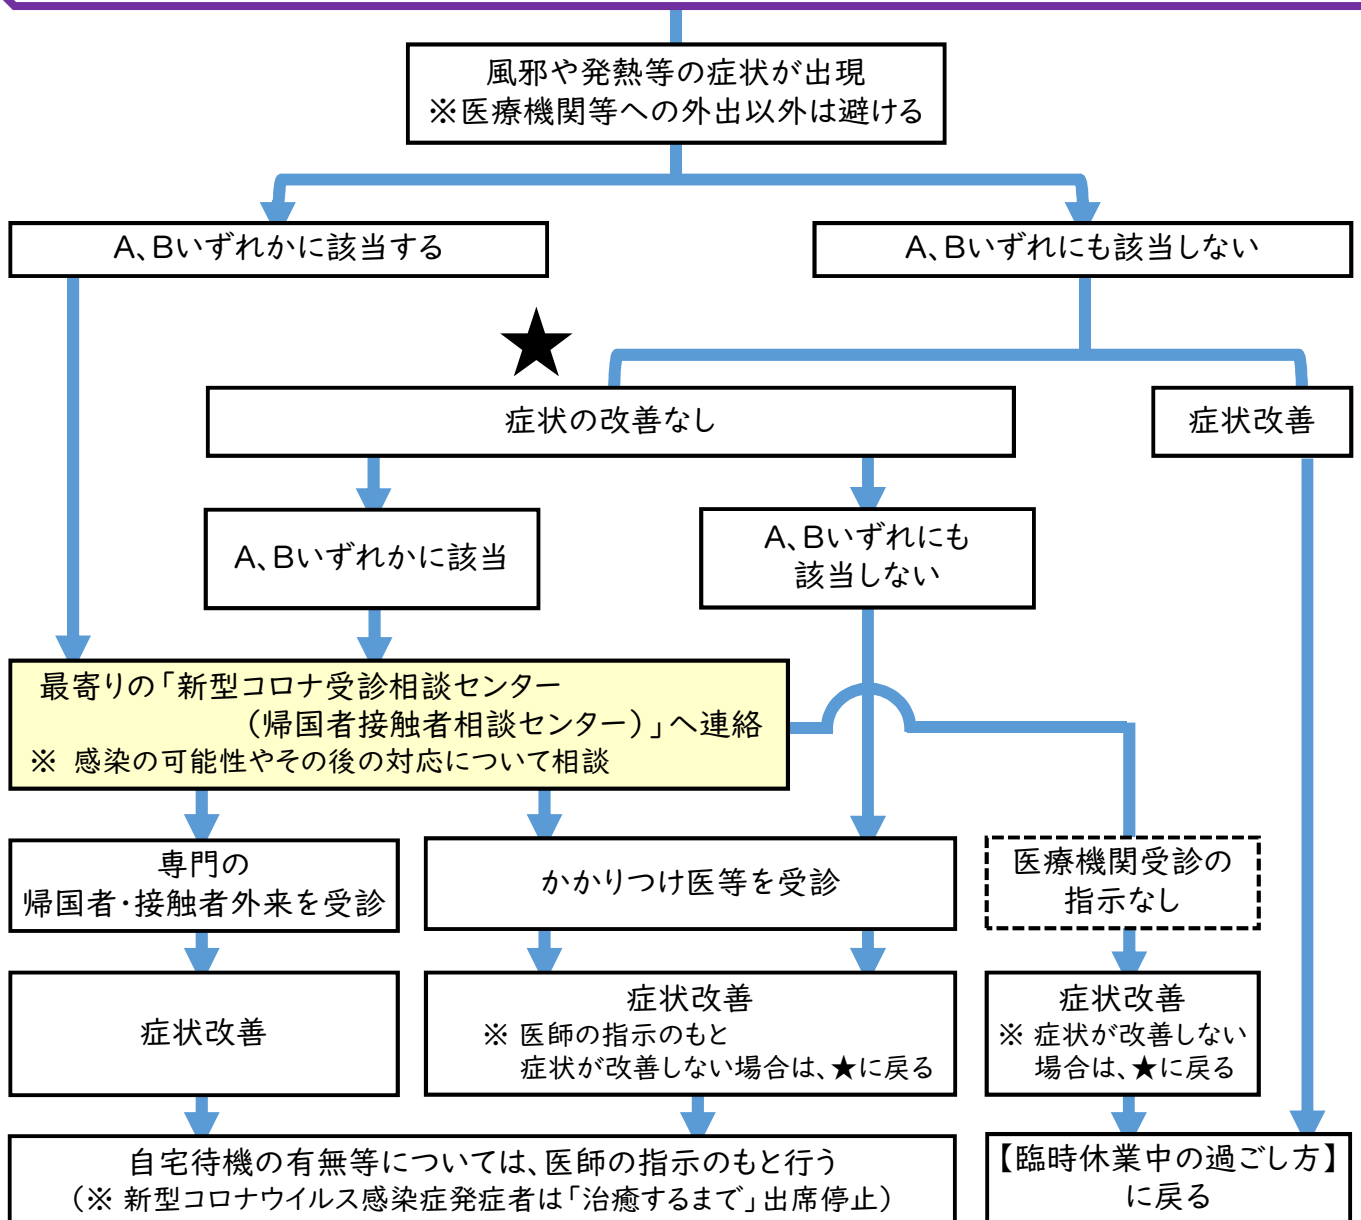 風邪や発熱等の症状が出現
※医療機関等への外出以外は避ける
A、Bいずれかに該当する
A、Bいずれにも該当しない
★
症状の改善なし
症状改善
A、Bいずれかに該当
A、Bいずれにも
該当しない
最寄りの「新型コロナ受診相談センター
（帰国者接触者相談センター）」へ連絡
※ 感染の可能性やその後の対応について相談
専門の
帰国者・接触者外来を受診
かかりつけ医等を受診
医療機関受診の
指示なし
症状改善
症状改善
※ 医師の指示のもと
症状が改善しない場合は、★に戻る
症状改善
※ 症状が改善しない
場合は、★に戻る
自宅待機の有無等については、医師の指示のもと行う
（※ 新型コロナウイルス感染症発症者は「治癒するまで」出席停止）
【臨時休業中の過ごし方】
に戻る